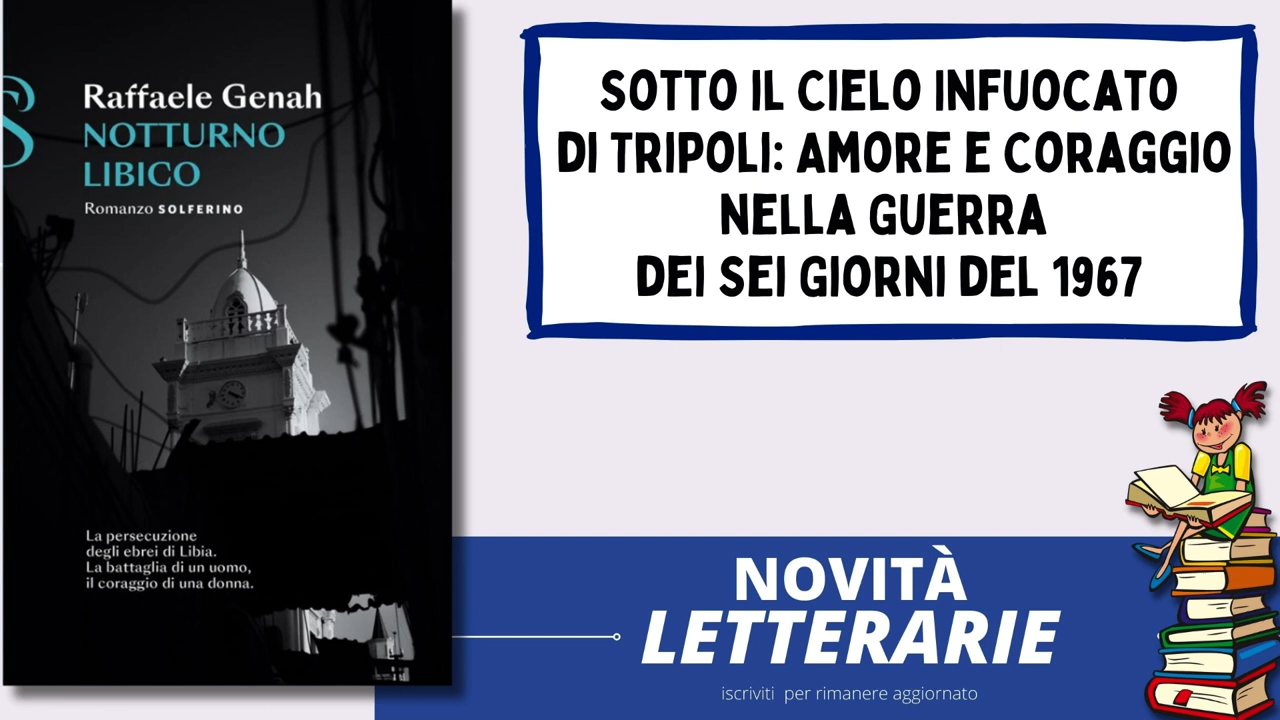 S
Raffaele Genah
NOTTURNO
LIBICO
Romanzo SOLFERINO
La persecuzione
degli ebrei di Libia.
La battaglia di un uomo,
il coraggio di una donna.
SOTTO IL CIELO INFUOCATO
DI TRIPOLI: AMORE E CORAGGIO
NELLA GUERRA
DEI SEI GIORNI DEL 1967
NOVITÀ
LETTERARIE
iscriviti per rimanere aggiornato